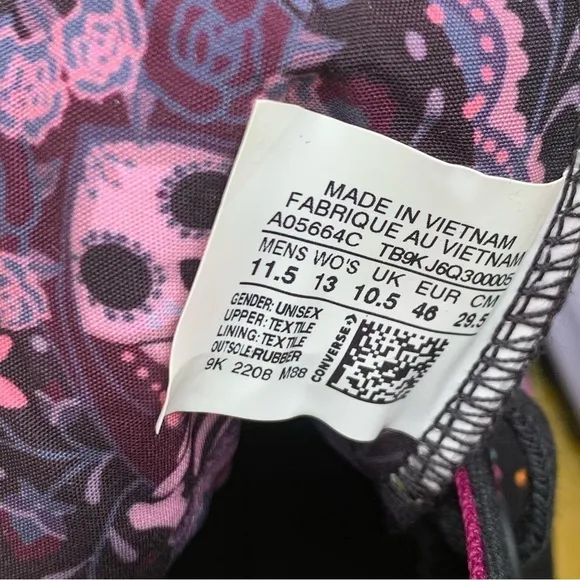 MADE IN VIETNAM
FABRIQUE AU VIETNAM
A05664C TB9KJ6Q300005
MENS WO'S UK EUR CM
11.5 13 10.5 46 29.5
GENDER: UNISEX
UPPER: TEXTILE
LINING: TEXTILE
OUTSOLE:RUBBER
9K 220B M88
CONVERSE